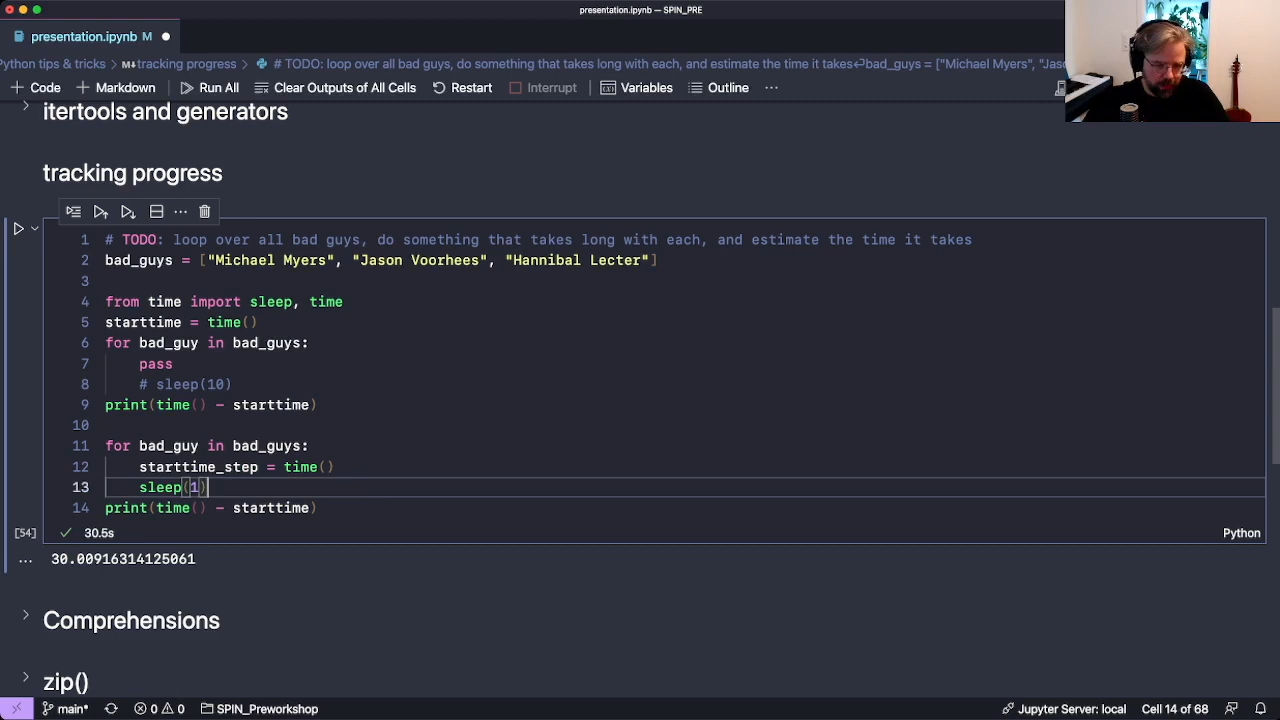 presentation.ipynb — SPIN_PRE
presentation.ipynb M
Python tips & tricks > tracking progress > # TODO: loop over all bad guys, do something that takes long with each, and estimate the time it takes↵bad_guys = ["Michael Myers", "Jas
Code Markdown Run All Clear Outputs of All Cells Restart Interrupt Variables Outline ...
itertools and generators
tracking progress
1 # TODO: loop over all bad guys, do something that takes long with each, and estimate the time it takes
2 bad_guys = ["Michael Myers", "Jason Voorhees", "Hannibal Lecter"]
3
4 from time import sleep, time
5 starttime = time()
6 for bad_guy in bad_guys:
7 pass
8 # sleep(10)
9 print(time() - starttime)
10
11 for bad_guy in bad_guys:
12 starttime_step = time()
13 sleep(1)
14 print(time() - starttime)
[54] 30.5s Python
... 30.00916314125061
Comprehensions
zip()
main* 0 0 SPIN_Preworkshop Jupyter Server: local Cell 14 of 68